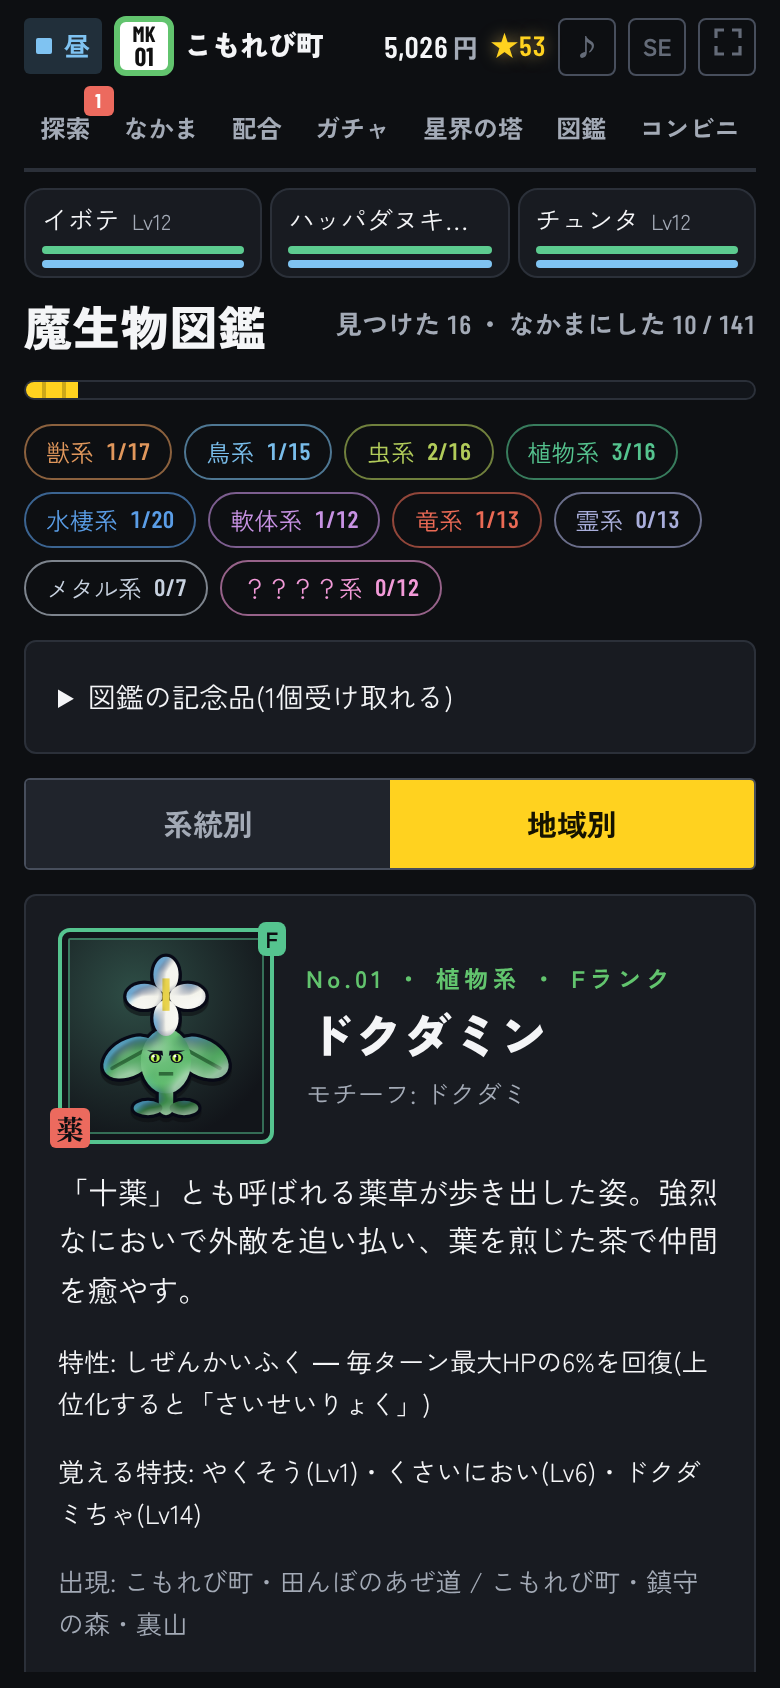 昼 MK 01 こもれび町 5,026 円 ★53 ♪ SE
1
探索 なかま 配合 ガチャ 星界の塔 図鑑 コンビニ
イボテ Lv12 ハッパダヌキ… チュンタ Lv12
魔生物図鑑 見つけた 16 ・ なかまにした 10 / 141
獣系 1/17 鳥系 1/15 虫系 2/16 植物系 3/16
水棲系 1/20 軟体系 1/12 竜系 1/13 霊系 0/13
メタル系 0/7 ？？？？系 0/12
▶ 図鑑の記念品(1個受け取れる)
系統別 地域別
F
No.01 ・ 植物系 ・ Fランク
ドクダミン
モチーフ: ドクダミ
薬
「十薬」とも呼ばれる薬草が歩き出した姿。強烈
なにおいで外敵を追い払い、葉を煎じた茶で仲間
を癒やす。
特性: しぜんかいふく — 毎ターン最大HPの6%を回復(上
位化すると「さいせいりょく」)
覚える特技: やくそう(Lv1)・くさいにおい(Lv6)・ドクダ
ミちゃ(Lv14)
出現: こもれび町・田んぼのあぜ道 / こもれび町・鎮守
の森・裏山